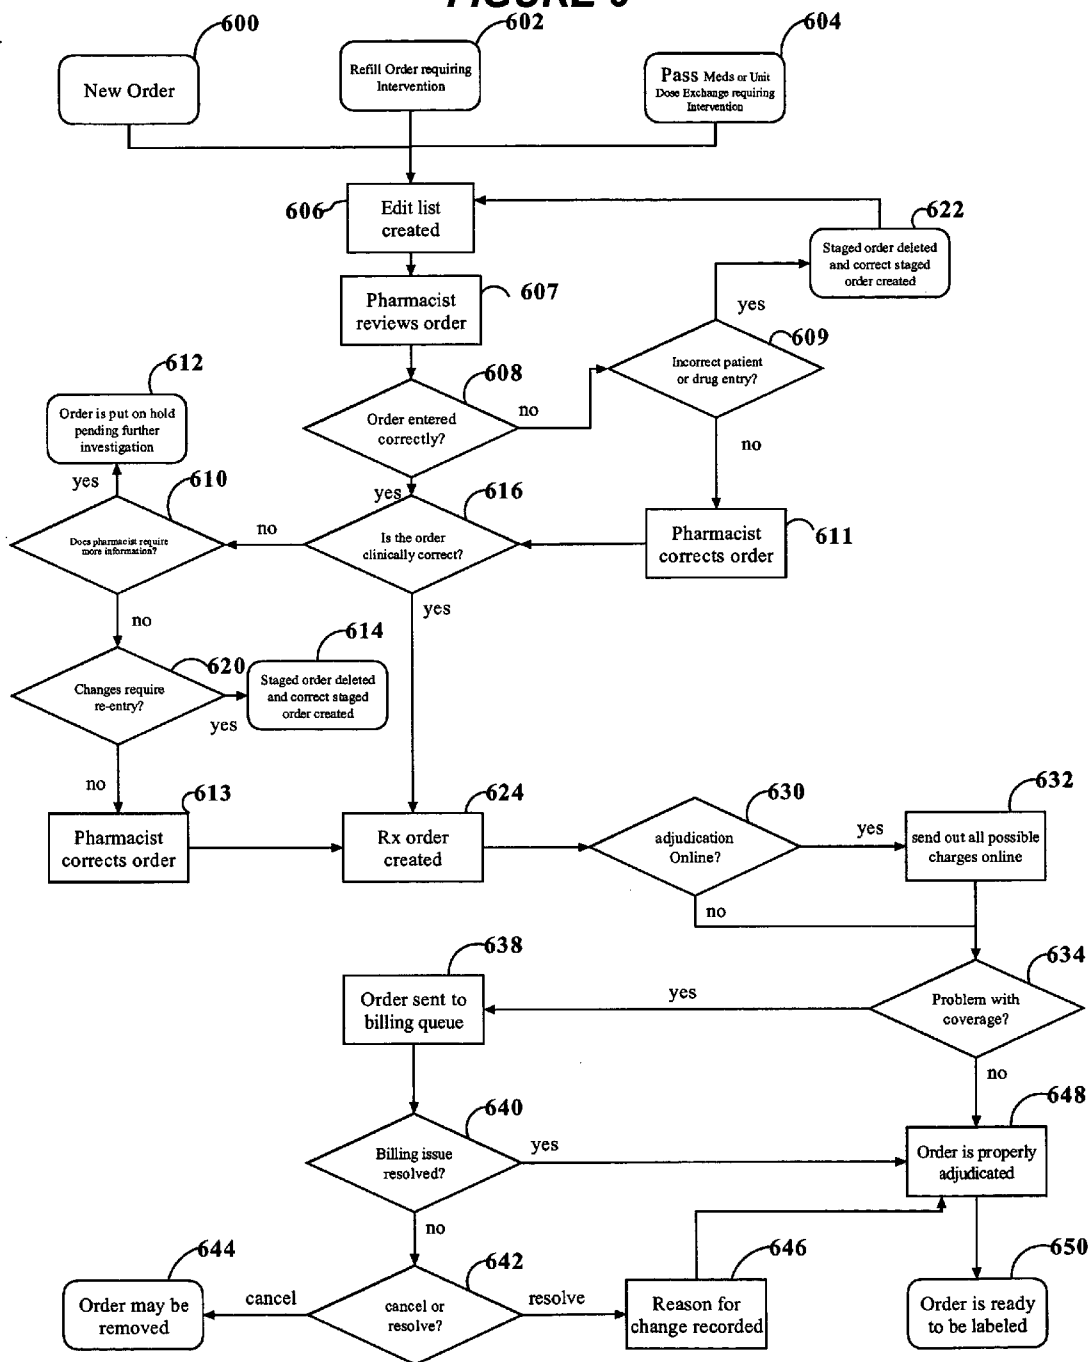 600
602
604
New Order
Refill Order requiring
Intervention
Pass Meds or Unit
Dose Exchange requiring
Intervention
606
Edit list
created
622
Staged order deleted
and correct staged
order created
607
Pharmacist
reviews order
yes
609
Incorrect patient
or drug entry?
612
Order is put on hold
pending further
investigation
608
Order entered
correctly?
no
no
yes
610
yes
616
Does pharmacist require
more information?
no
Is the order
clinically correct?
Pharmacist
corrects order
611
no
yes
614
620
Changes require
re-entry?
yes
Staged order deleted
and correct staged
order created
no
613
Pharmacist
corrects order
624
Rx order
created
630
adjudication
Online?
yes
632
send out all possible
charges online
no
638
Order sent to
billing queue
yes
634
Problem with
coverage?
no
640
Billing issue
resolved?
yes
648
Order is properly
adjudicated
no
644
Order may be
removed
cancel
642
cancel or
resolve?
resolve
646
Reason for
change recorded
650
Order is ready
to be labeled